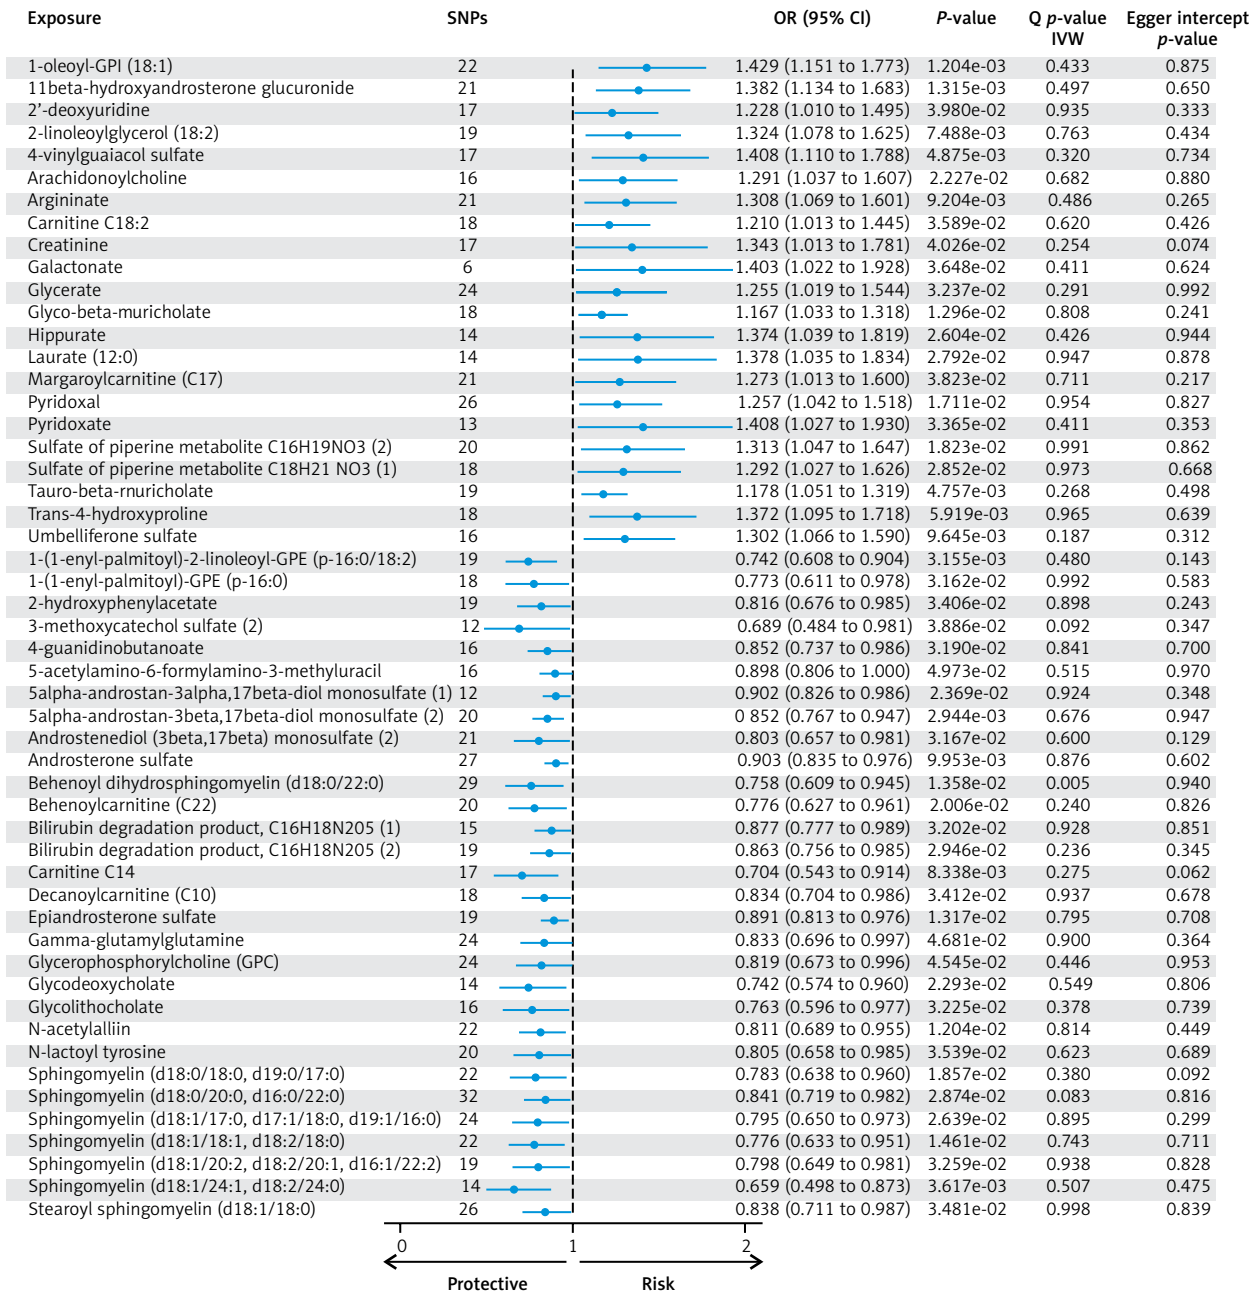 Exposure SNPs OR (95% CI) P-value Q p-value IVW Egger intercept p-value
1-oleoyl-GPI (18:1) 22 1.429 (1.151 to 1.773) 1.204e-03 0.433 0.875
11beta-hydroxyandrosterone glucuronide 21 1.382 (1.134 to 1.683) 1.315e-03 0.497 0.650
2’-deoxyuridine 17 1.228 (1.010 to 1.495) 3.980e-02 0.935 0.333
2-linoleoylglycerol (18:2) 19 1.324 (1.078 to 1.625) 7.488e-03 0.763 0.434
4-vinylguaiacol sulfate 17 1.408 (1.110 to 1.788) 4.875e-03 0.320 0.734
Arachidonoylcholine 16 1.291 (1.037 to 1.607) 2.227e-02 0.682 0.880
Argininate 21 1.308 (1.069 to 1.601) 9.204e-03 0.486 0.265
Carnitine C18:2 18 1.210 (1.013 to 1.445) 3.589e-02 0.620 0.426
Creatinine 17 1.343 (1.013 to 1.781) 4.026e-02 0.254 0.074
Galactonate 6 1.403 (1.022 to 1.928) 3.648e-02 0.411 0.624
Glycerate 24 1.255 (1.019 to 1.544) 3.237e-02 0.291 0.992
Glyco-beta-muricholate 18 1.167 (1.033 to 1.318) 1.296e-02 0.808 0.241
Hippurate 14 1.374 (1.039 to 1.819) 2.604e-02 0.426 0.944
Laurate (12:0) 14 1.378 (1.035 to 1.834) 2.792e-02 0.947 0.878
Margaroylcarnitine (C17) 21 1.273 (1.013 to 1.600) 3.823e-02 0.711 0.217
Pyridoxal 26 1.257 (1.042 to 1.518) 1.711e-02 0.954 0.827
Pyridoxate 13 1.408 (1.027 to 1.930) 3.365e-02 0.411 0.353
Sulfate of piperine metabolite C16H19NO3 (2) 20 1.313 (1.047 to 1.647) 1.823e-02 0.991 0.862
Sulfate of piperine metabolite C18H21 NO3 (1) 18 1.292 (1.027 to 1.626) 2.852e-02 0.973 0.668
Tauro-beta-rnuricholate 19 1.178 (1.051 to 1.319) 4.757e-03 0.268 0.498
Trans-4-hydroxyproline 18 1.372 (1.095 to 1.718) 5.919e-03 0.965 0.639
Umbelliferone sulfate 16 1.302 (1.066 to 1.590) 9.645e-03 0.187 0.312
1-(1-enyl-palmitoyl)-2-linoleoyl-GPE (p-16:0/18:2) 19 0.742 (0.608 to 0.904) 3.155e-03 0.480 0.143
1-(1-enyl-palmitoyl)-GPE (p-16:0) 18 0.773 (0.611 to 0.978) 3.162e-02 0.992 0.583
2-hydroxyphenylacetate 19 0.816 (0.676 to 0.985) 3.406e-02 0.898 0.243
3-methoxycatechol sulfate (2) 12 0.689 (0.484 to 0.981) 3.886e-02 0.092 0.347
4-guanidinobutanoate 16 0.852 (0.737 to 0.986) 3.190e-02 0.841 0.700
5-acetylamino-6-formylamino-3-methyluracil 16 0.898 (0.806 to 1.000) 4.973e-02 0.515 0.970
5alpha-androstan-3alpha,17beta-diol monosulfate (1) 12 0.902 (0.826 to 0.986) 2.369e-02 0.924 0.348
5alpha-androstan-3beta,17beta-diol monosulfate (2) 20 0 852 (0.767 to 0.947) 2.944e-03 0.676 0.947
Androstenediol (3beta,17beta) monosulfate (2) 21 0.803 (0.657 to 0.981) 3.167e-02 0.600 0.129
Androsterone sulfate 27 0.903 (0.835 to 0.976) 9.953e-03 0.876 0.602
Behenoyl dihydrosphingomyelin (d18:0/22:0) 29 0.758 (0.609 to 0.945) 1.358e-02 0.005 0.940
Behenoylcarnitine (C22) 20 0.776 (0.627 to 0.961) 2.006e-02 0.240 0.826
Bilirubin degradation product, C16H18N205 (1) 15 0.877 (0.777 to 0.989) 3.202e-02 0.928 0.851
Bilirubin degradation product, C16H18N205 (2) 19 0.863 (0.756 to 0.985) 2.946e-02 0.236 0.345
Carnitine C14 17 0.704 (0.543 to 0.914) 8.338e-03 0.275 0.062
Decanoylcarnitine (C10) 18 0.834 (0.704 to 0.986) 3.412e-02 0.937 0.678
Epiandrosterone sulfate 19 0.891 (0.813 to 0.976) 1.317e-02 0.795 0.708
Gamma-glutamylglutamine 24 0.833 (0.696 to 0.997) 4.681e-02 0.900 0.364
Glycerophosphorylcholine (GPC) 24 0.819 (0.673 to 0.996) 4.545e-02 0.446 0.953
Glycodeoxycholate 14 0.742 (0.574 to 0.960) 2.293e-02 0.549 0.806
Glycolithocholate 16 0.763 (0.596 to 0.977) 3.225e-02 0.378 0.739
N-acetylalliin 22 0.811 (0.689 to 0.955) 1.204e-02 0.814 0.449
N-lactoyl tyrosine 20 0.805 (0.658 to 0.985) 3.539e-02 0.623 0.689
Sphingomyelin (d18:0/18:0, d19:0/17:0) 22 0.783 (0.638 to 0.960) 1.857e-02 0.380 0.092
Sphingomyelin (d18:0/20:0, d16:0/22:0) 32 0.841 (0.719 to 0.982) 2.874e-02 0.083 0.816
Sphingomyelin (d18:1/17:0, d17:1/18:0, d19:1/16:0) 24 0.795 (0.650 to 0.973) 2.639e-02 0.895 0.299
Sphingomyelin (d18:1/18:1, d18:2/18:0) 22 0.776 (0.633 to 0.951) 1.461e-02 0.743 0.711
Sphingomyelin (d18:1/20:2, d18:2/20:1, d16:1/22:2) 19 0.798 (0.649 to 0.981) 3.259e-02 0.938 0.828
Sphingomyelin (d18:1/24:1, d18:2/24:0) 14 0.659 (0.498 to 0.873) 3.617e-03 0.507 0.475
Stearoyl sphingomyelin (d18:1/18:0) 26 0.838 (0.711 to 0.987) 3.481e-02 0.998 0.839
0 1 2
Protective Risk